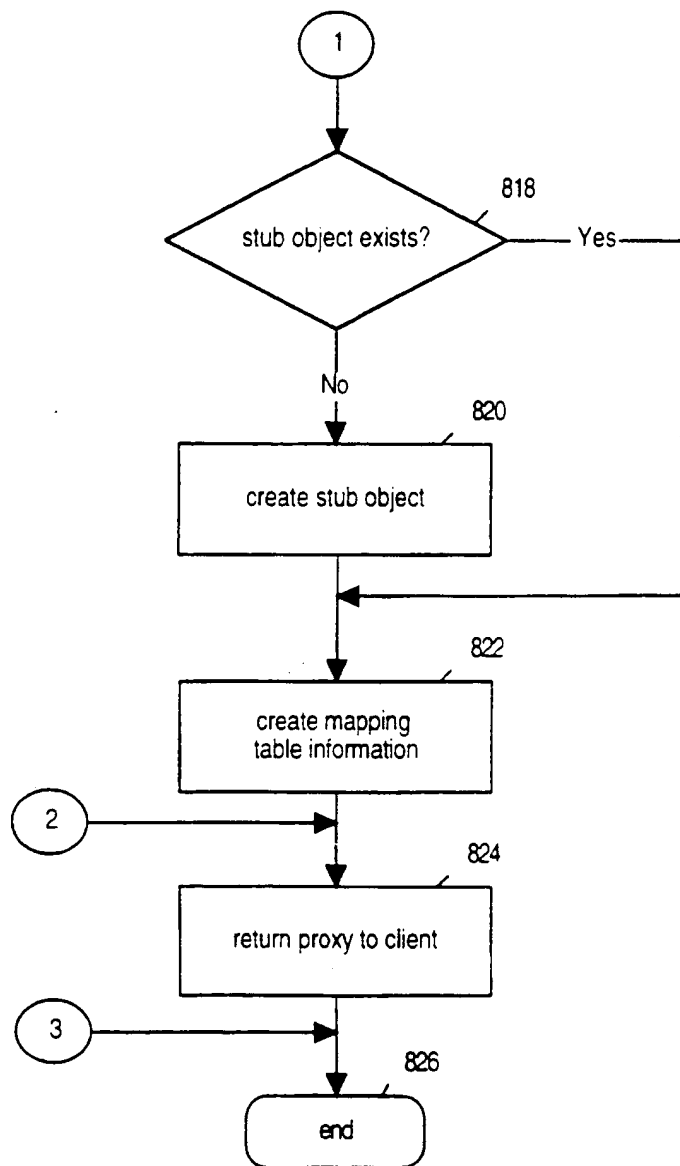 1
818
stub object exists?
Yes
No
820
create stub object
822
create mapping
table information
2
824
return proxy to client
3
826
end